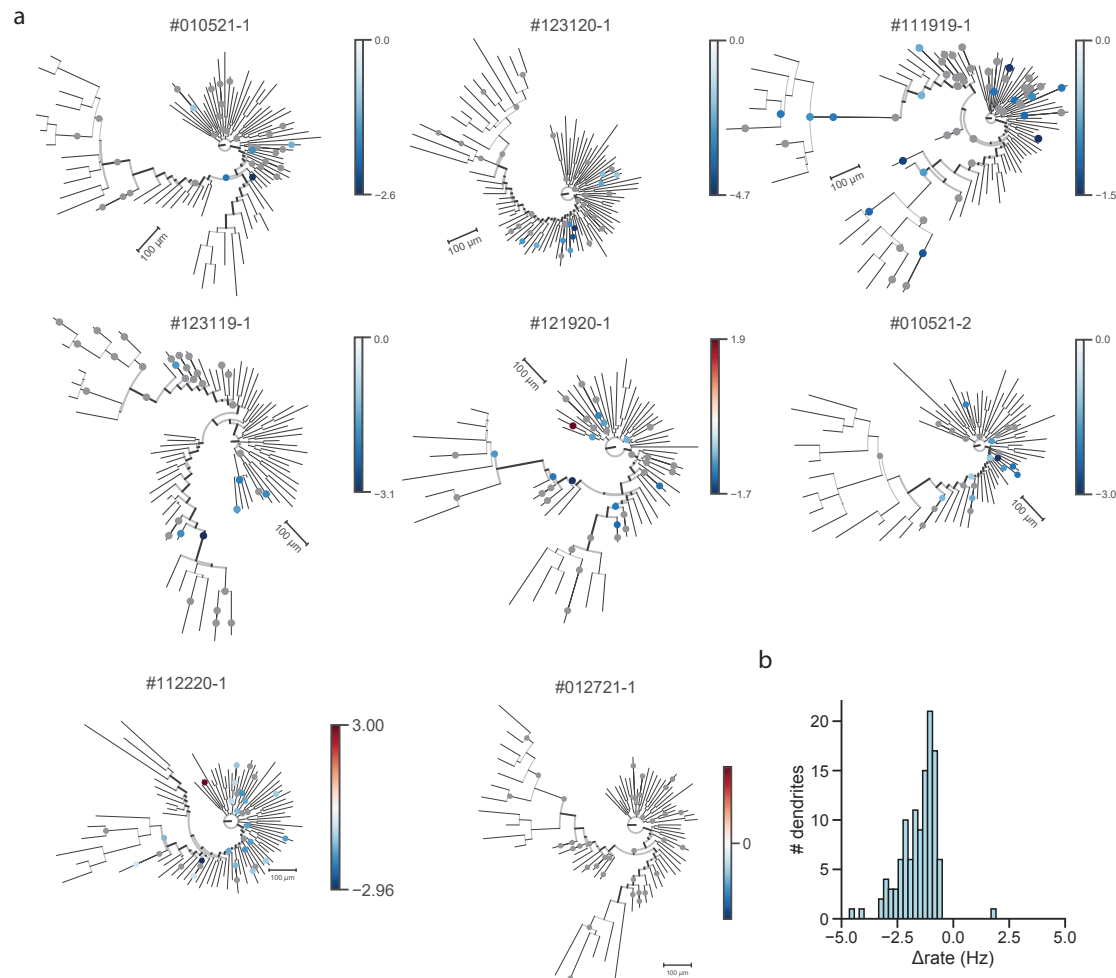 a
#010521-1
#123120-1
#111919-1
0.0
−2.6
100 µm
0.0
−4.7
100 µm
0.0
−1.5
100 µm
#123119-1
#121920-1
#010521-2
0.0
−3.1
100 µm
1.9
−1.7
100 µm
0.0
−3.0
100 µm
#112220-1
#012721-1
3.00
−2.96
100 µm
0
100 µm
b
# dendrites
20
15
10
5
0
−5.0
−2.5
0.0
2.5
5.0
Δrate (Hz)